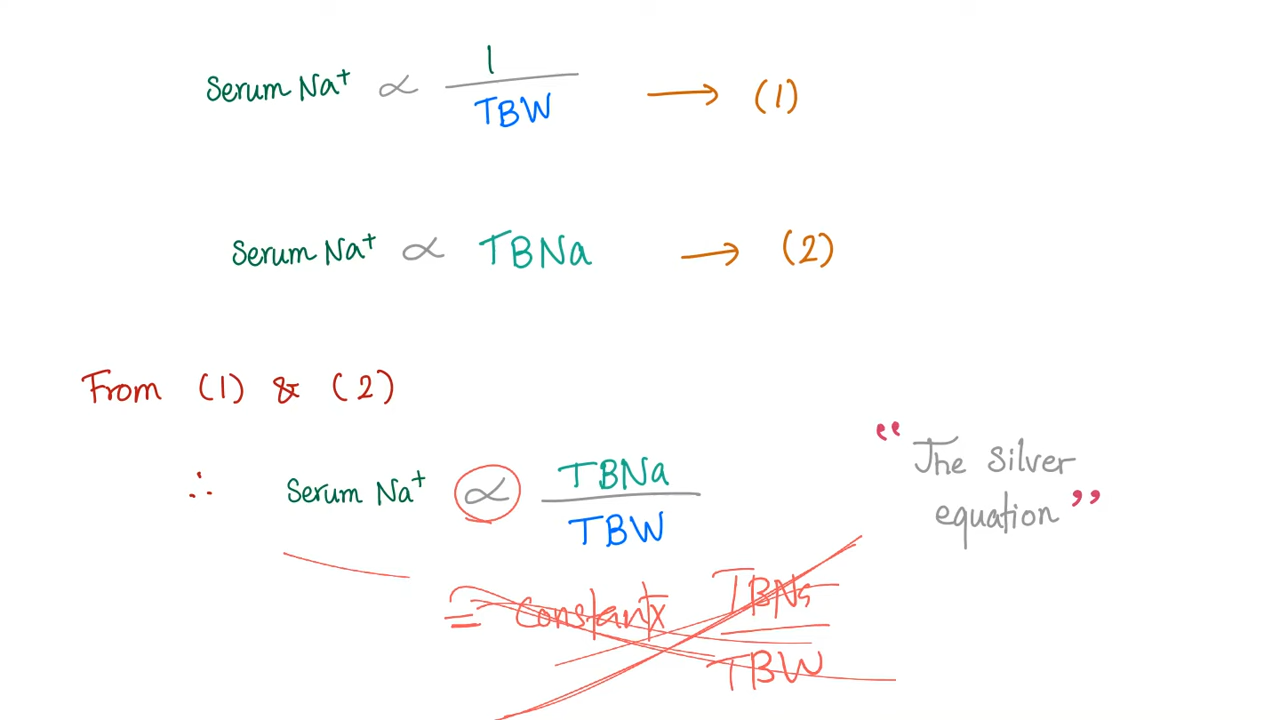 Serum Na⁺ ∝ 1/TBW → (1)
Serum Na⁺ ∝ TBNa → (2)
From (1) & (2)
∴ Serum Na⁺ ∝ TBNa/TBW
“The Silver
equation”
= Constant x TBNa/TBW